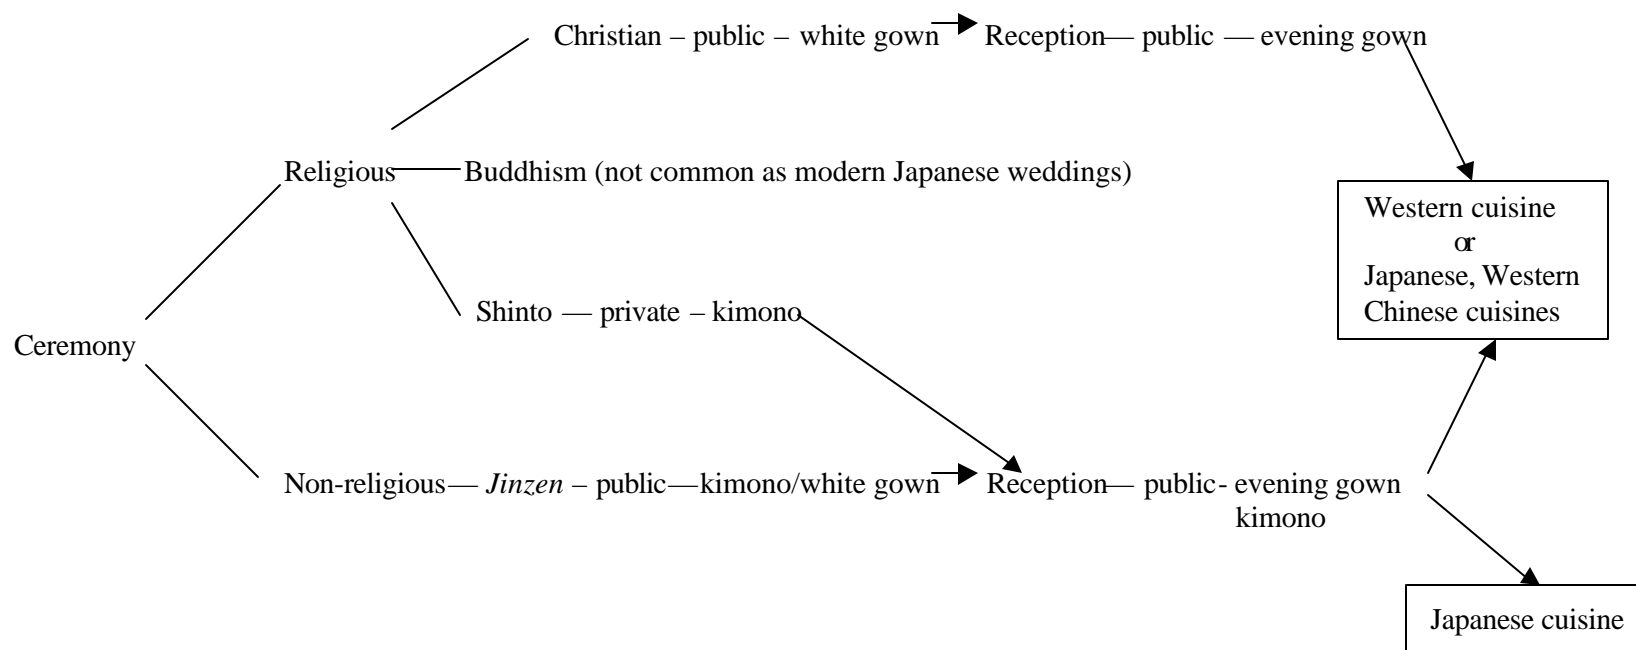 Christian – public – white gown Reception— public — evening gown
Religious Buddhism (not common as modern Japanese weddings)
Western cuisine
or
Japanese, Western
Chinese cuisines
Shinto — private – kimono
Ceremony
Non-religious— Jinzen – public—kimono/white gown Reception— public- evening gown
kimono
Japanese cuisine